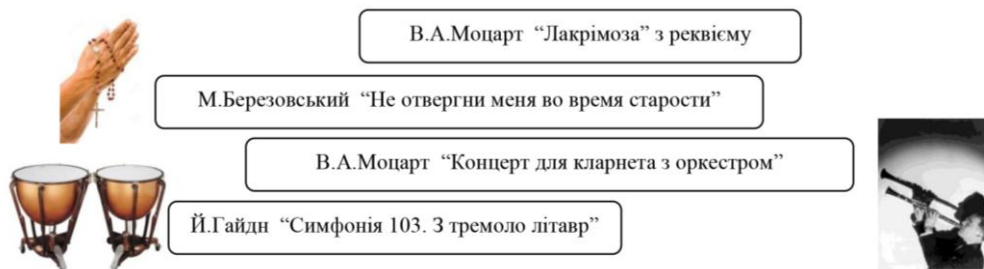 В.А.Моцарт “Лакрімоза” з реквієму
М.Березовський “Не отвергни меня во время старости”
В.А.Моцарт “Концерт для кларнета з оркестром”
Й.Гайдн “Симфонія 103. З тремоло літавр”